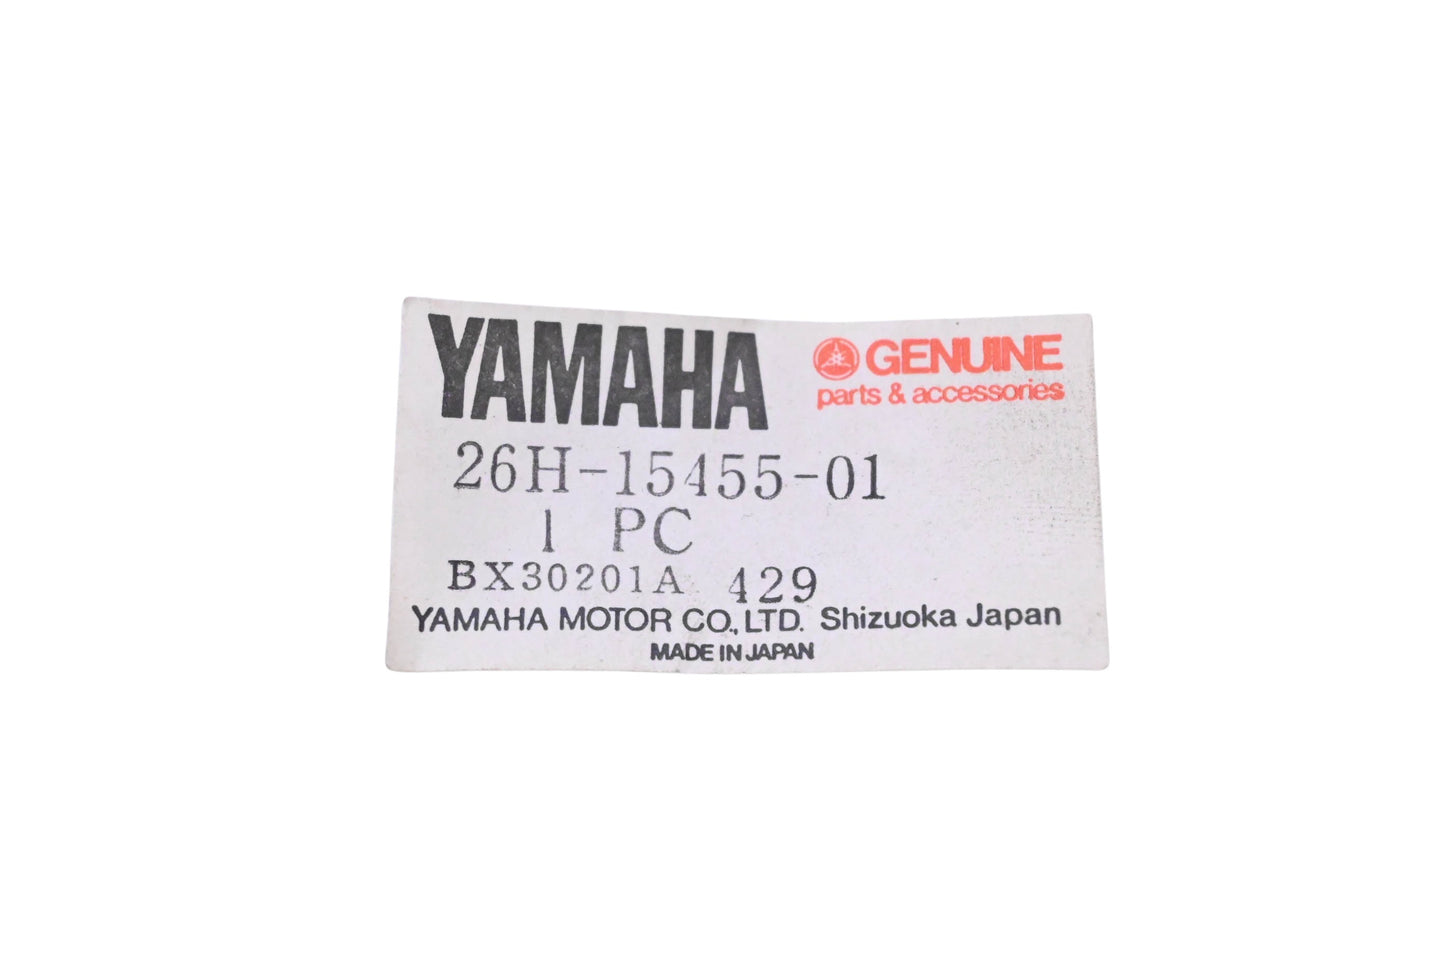 YAMAHA GENUINE
parts & accessories
26H-15455-01
1 PC
BX30201A 429
YAMAHA MOTOR CO., LTD. Shizuoka Japan
MADE IN JAPAN